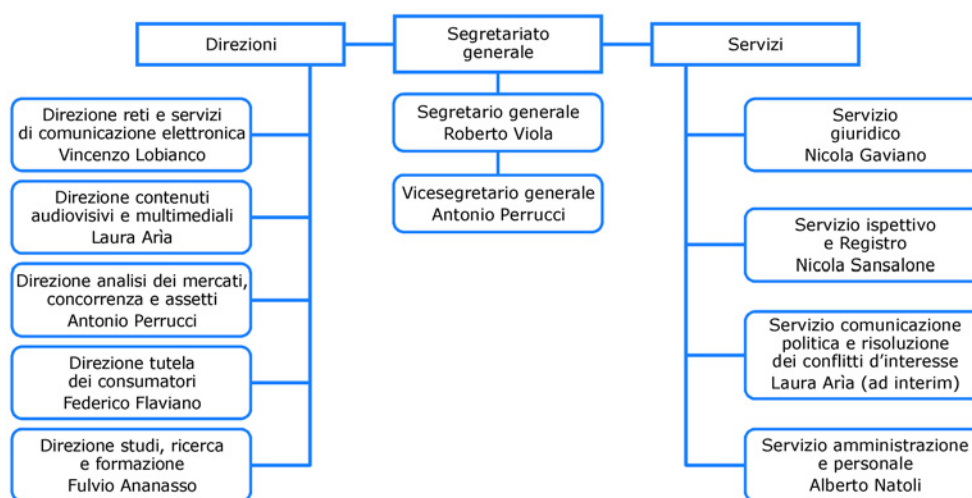 Direzioni
Segretariato
generale
Servizi
Direzione reti e servizi
di comunicazione elettronica
Vincenzo Lobianco
Direzione contenuti
audiovisivi e multimediali
Laura Arìa
Direzione analisi dei mercati,
concorrenza e assetti
Antonio Perrucci
Direzione tutela
dei consumatori
Federico Flaviano
Direzione studi, ricerca
e formazione
Fulvio Ananasso
Segretario generale
Roberto Viola
Vicesegretario generale
Antonio Perrucci
Servizio
giuridico
Nicola Gaviano
Servizio ispettivo
e Registro
Nicola Sansalone
Servizio comunicazione
politica e risoluzione
dei conflitti d'interesse
Laura Arìa (ad interim)
Servizio amministrazione
e personale
Alberto Natoli